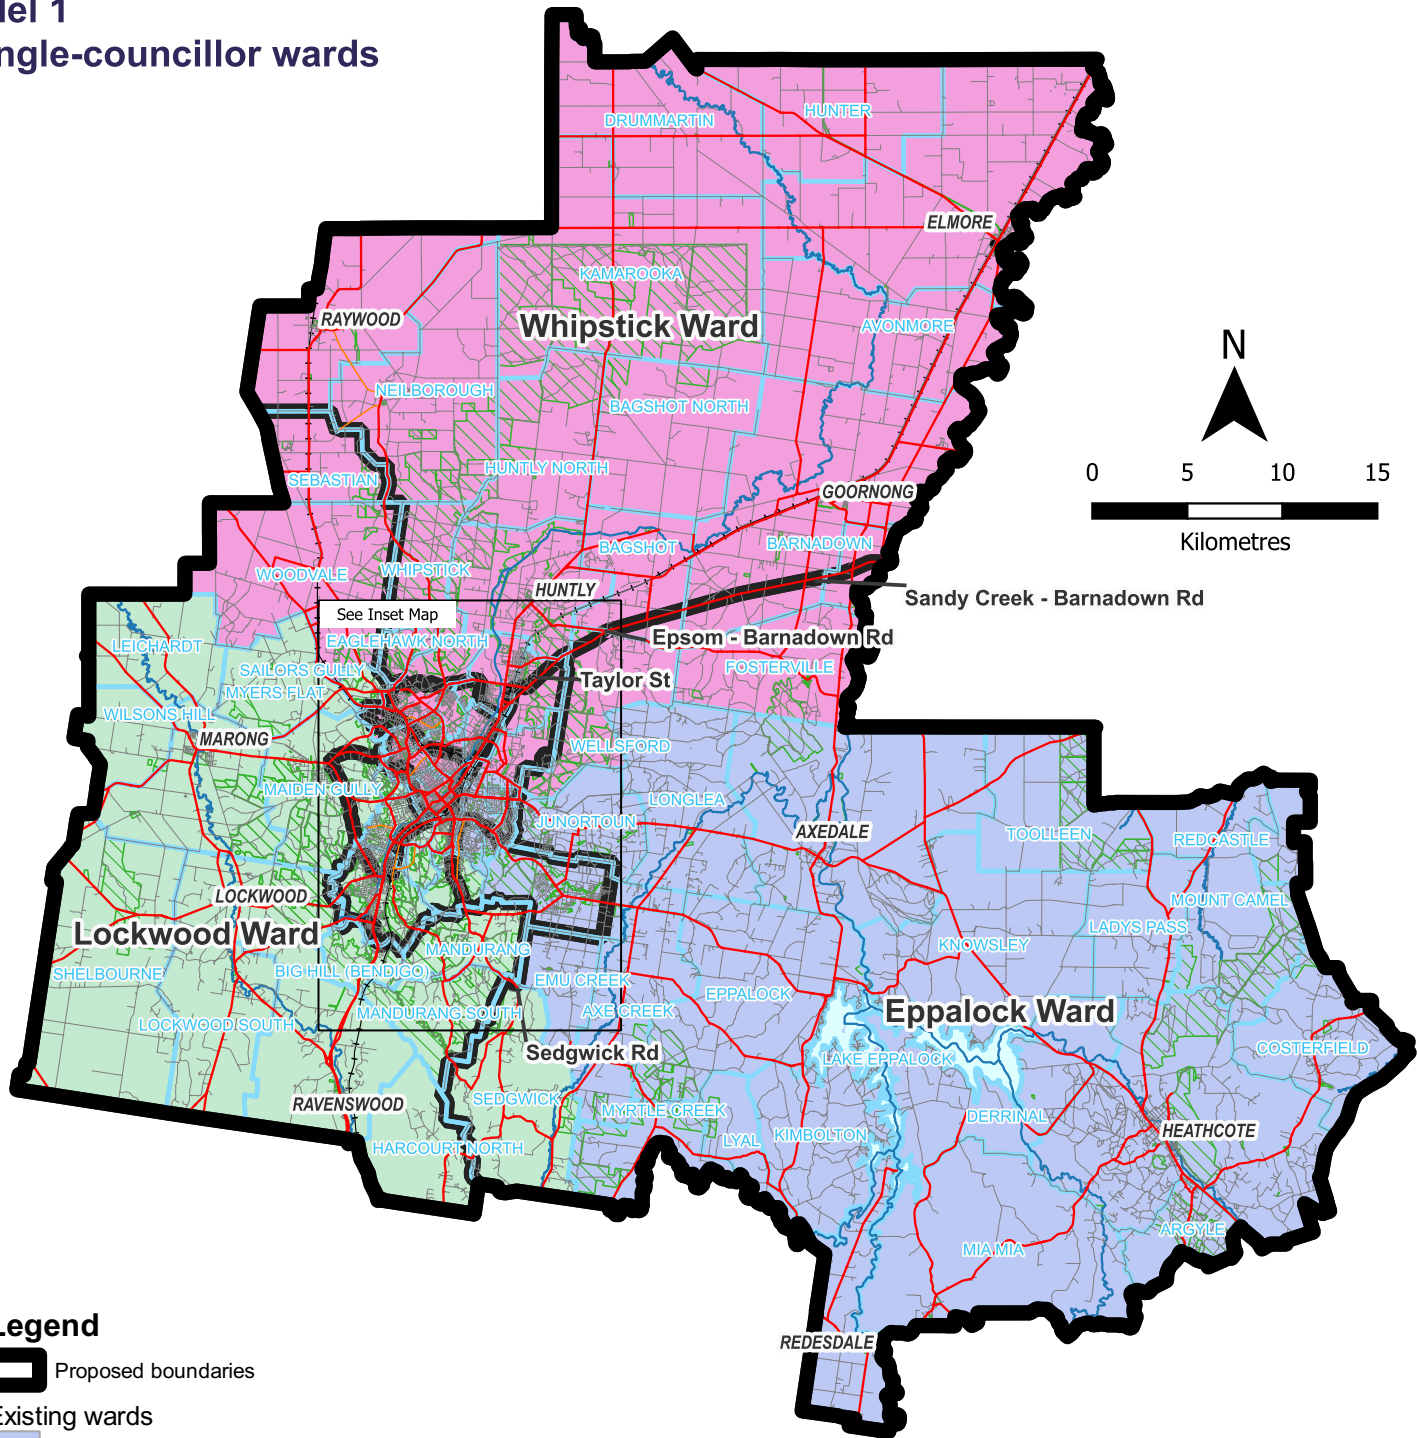 ngle-councillor wards
DRUMMARTIN
HUNTER
ELMORE
KAMAROOKA
RAYWOOD
Whipstick Ward
AVONMORE
N
NEILBOROUGH
BAGSHOT NORTH
HUNTLY NORTH
SEBASTIAN
0 5 10 15
GOORNONG
Kilometres
BAGSHOT
BARNADOWN
WOODVALE
WHIPSTICK
HUNTLY
Sandy Creek - Barnadown Rd
See Inset Map
EAGLEHAWK NORTH
Epsom - Barnadown Rd
LEICHARDT
SAILORS GULLY
FOSTERVILLE
Taylor St
MYERS FLAT
WILSONS HILL
MARONG
WELLSFORD
MAIDEN GULLY
LONGLEA
JUNORTOUN
AXEDALE
TOOLLEEN
REDCASTLE
LOCKWOOD
MOUNT CAMEL
LADYS PASS
Lockwood Ward
MANDURANG
KNOWSLEY
SHELBOURNE
BIG HILL (BENDIGO)
EMU CREEK
EPPALOCK
MANDURANG SOUTH
AXE CREEK
Eppalock Ward
LOCKWOOD SOUTH
Sedgwick Rd
LAKE EPPALOCK
COSTERFIELD
RAVENSWOOD
SEDGWICK
MYRTLE CREEK
DERRINAL
HEATHCOTE
HARCOURT NORTH
LYAL
KIMBOLTON
ARGYLE
MIA MIA
REDESDALE
Legend
Proposed boundaries
Existing wards